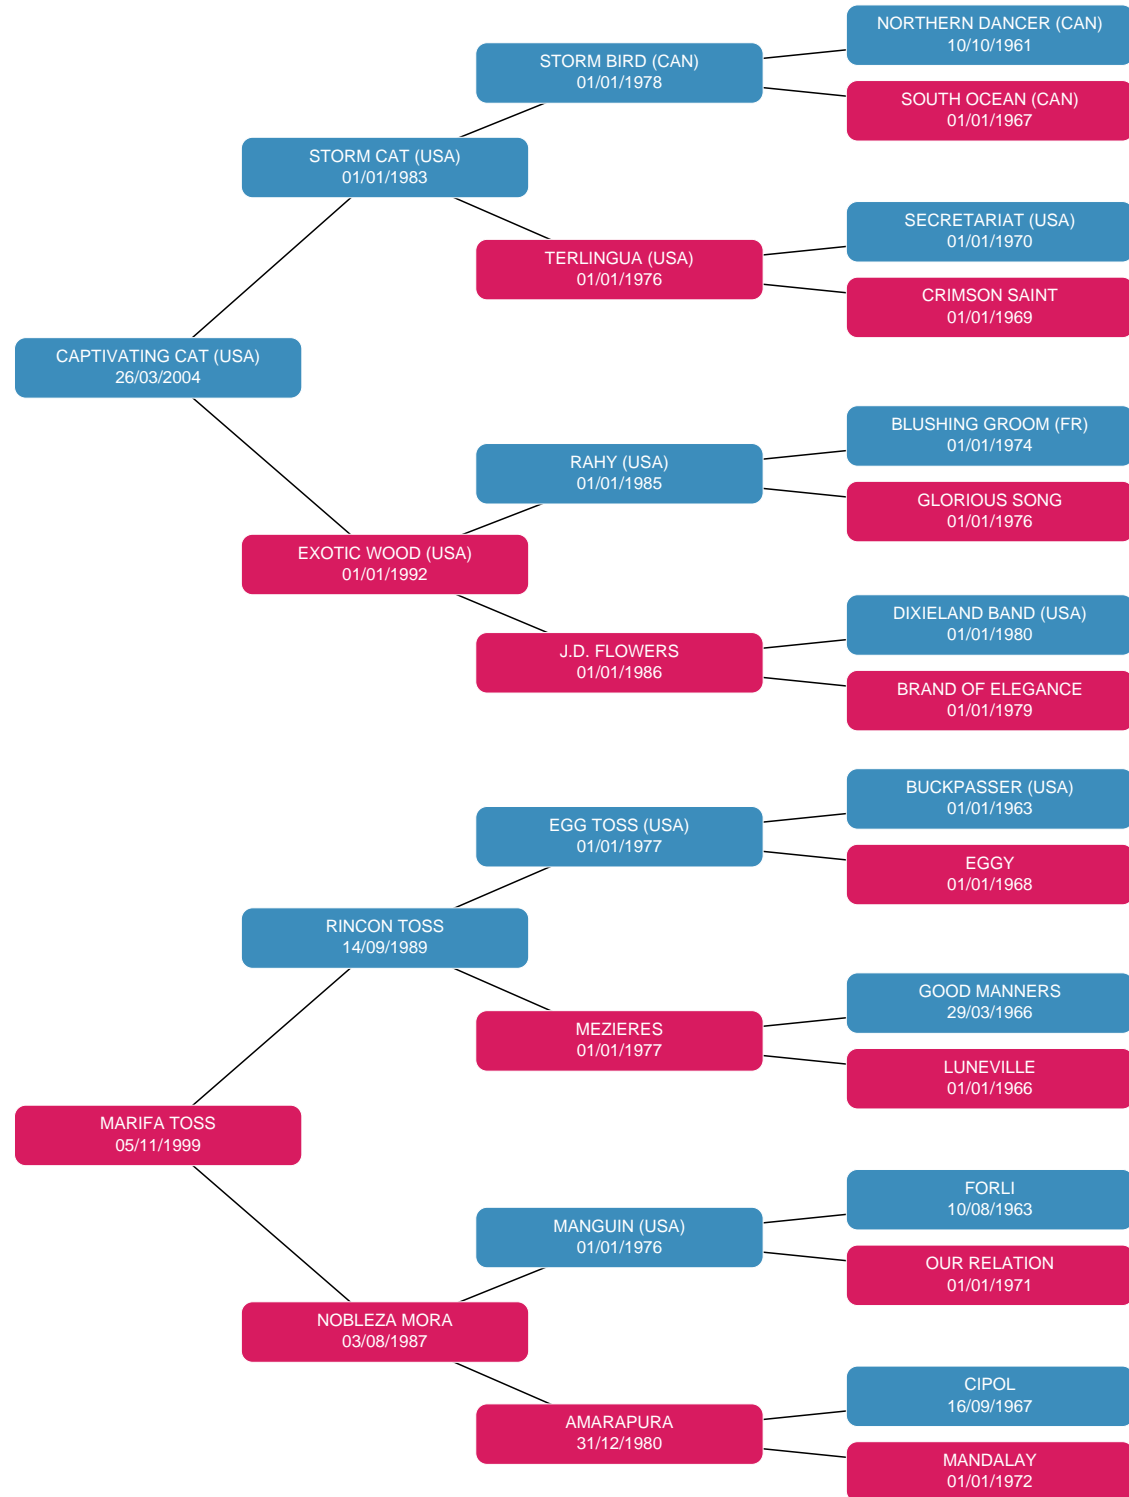 NORTHERN DANCER (CAN)
10/10/1961
STORM BIRD (CAN)
01/01/1978
SOUTH OCEAN (CAN)
01/01/1967
STORM CAT (USA)
01/01/1983
SECRETARIAT (USA)
01/01/1970
TERLINGUA (USA)
01/01/1976
CRIMSON SAINT
01/01/1969
CAPTIVATING CAT (USA)
26/03/2004
BLUSHING GROOM (FR)
01/01/1974
RAHY (USA)
01/01/1985
GLORIOUS SONG
01/01/1976
EXOTIC WOOD (USA)
01/01/1992
DIXIELAND BAND (USA)
01/01/1980
J.D. FLOWERS
01/01/1986
BRAND OF ELEGANCE
01/01/1979
BUCKPASSER (USA)
01/01/1963
EGG TOSS (USA)
01/01/1977
EGGY
01/01/1968
RINCON TOSS
14/09/1989
GOOD MANNERS
29/03/1966
MEZIERES
01/01/1977
LUNEVILLE
01/01/1966
MARIFA TOSS
05/11/1999
FORLI
10/08/1963
MANGUIN (USA)
01/01/1976
OUR RELATION
01/01/1971
NOBLEZA MORA
03/08/1987
CIPOL
16/09/1967
AMARAPURA
31/12/1980
MANDALAY
01/01/1972